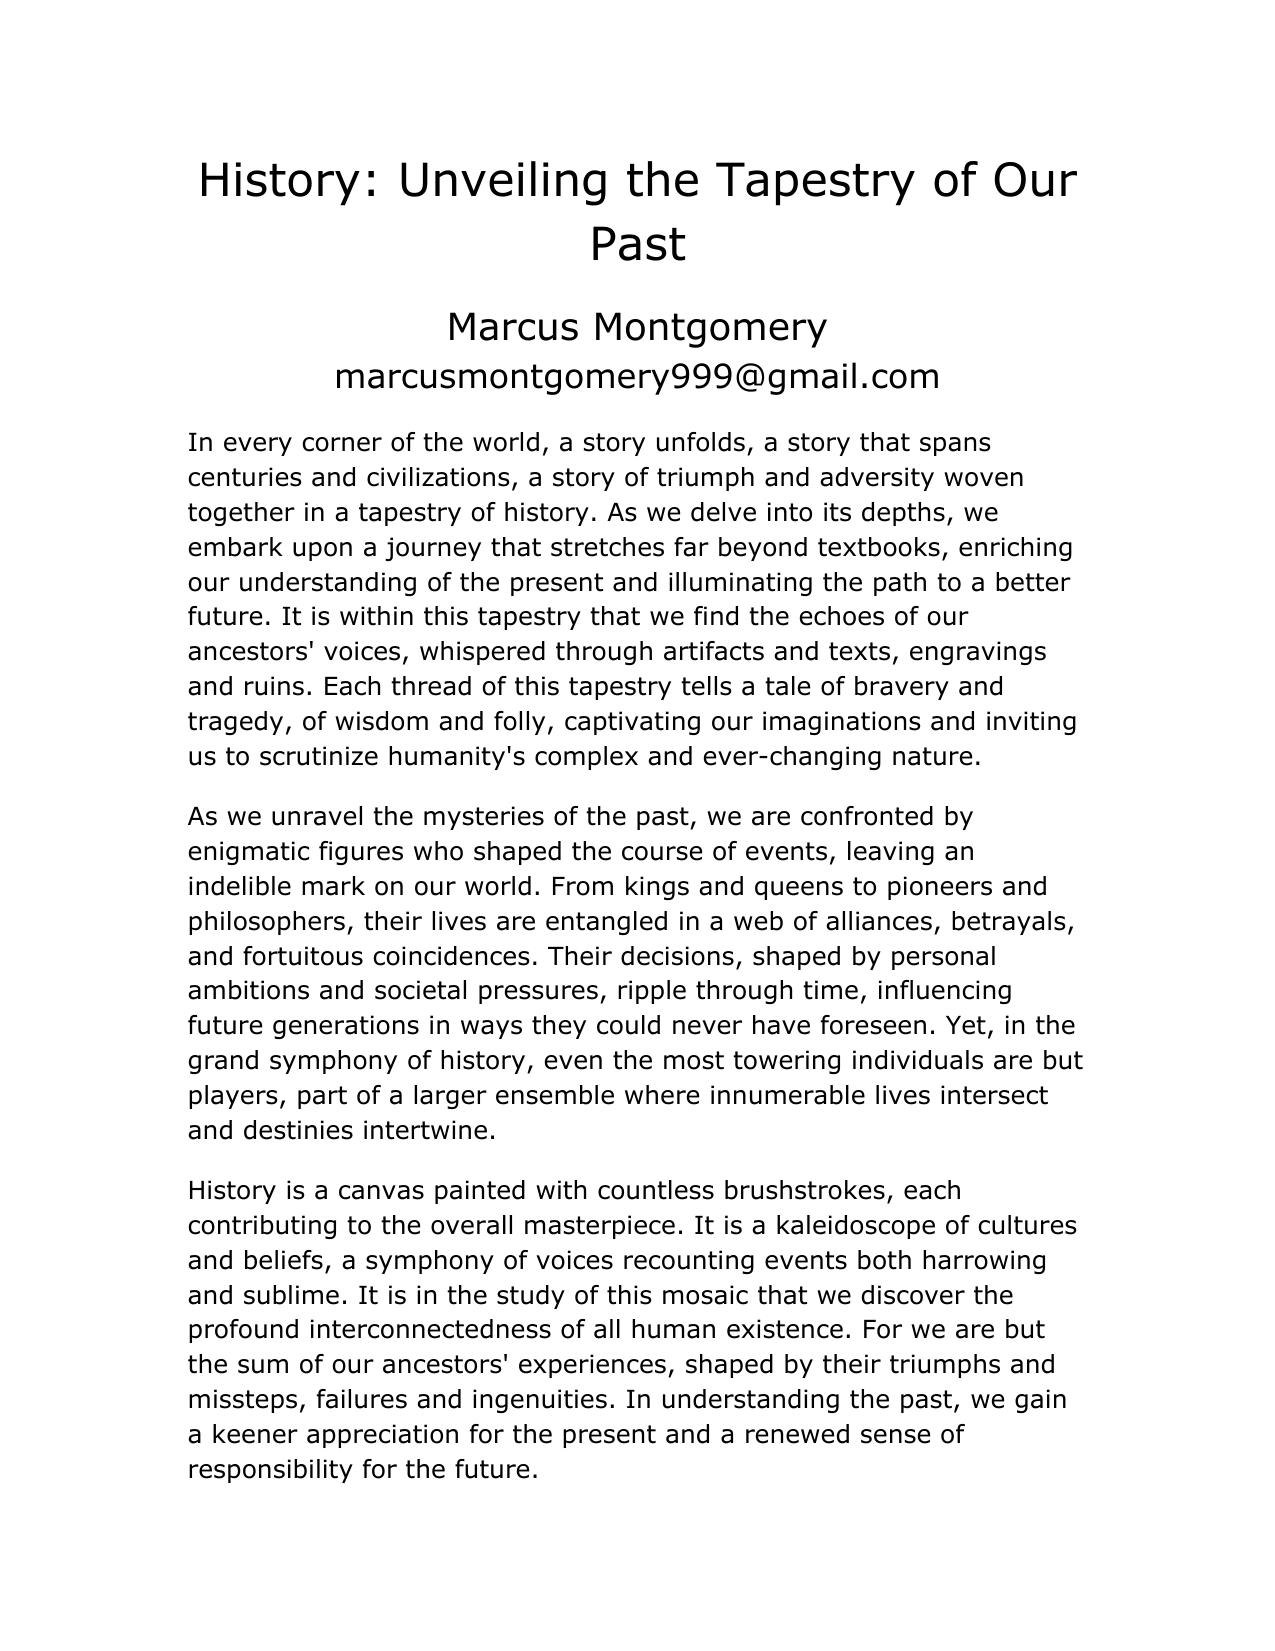 History: Unveiling the Tapestry of Our
Past
Marcus Montgomery
marcusmontgomery999@gmail.com
In every corner of the world, a story unfolds, a story that spans
centuries and civilizations, a story of triumph and adversity woven
together in a tapestry of history. As we delve into its depths, we
embark upon a journey that stretches far beyond textbooks, enriching
our understanding of the present and illuminating the path to a better
future. It is within this tapestry that we find the echoes of our
ancestors' voices, whispered through artifacts and texts, engravings
and ruins. Each thread of this tapestry tells a tale of bravery and
tragedy, of wisdom and folly, captivating our imaginations and inviting
us to scrutinize humanity's complex and ever-changing nature.
As we unravel the mysteries of the past, we are confronted by
enigmatic figures who shaped the course of events, leaving an
indelible mark on our world. From kings and queens to pioneers and
philosophers, their lives are entangled in a web of alliances, betrayals,
and fortuitous coincidences. Their decisions, shaped by personal
ambitions and societal pressures, ripple through time, influencing
future generations in ways they could never have foreseen. Yet, in the
grand symphony of history, even the most towering individuals are but
players, part of a larger ensemble where innumerable lives intersect
and destinies intertwine.
History is a canvas painted with countless brushstrokes, each
contributing to the overall masterpiece. It is a kaleidoscope of cultures
and beliefs, a symphony of voices recounting events both harrowing
and sublime. It is in the study of this mosaic that we discover the
profound interconnectedness of all human existence. For we are but
the sum of our ancestors' experiences, shaped by their triumphs and
missteps, failures and ingenuities. In understanding the past, we gain
a keener appreciation for the present and a renewed sense of
responsibility for the future.